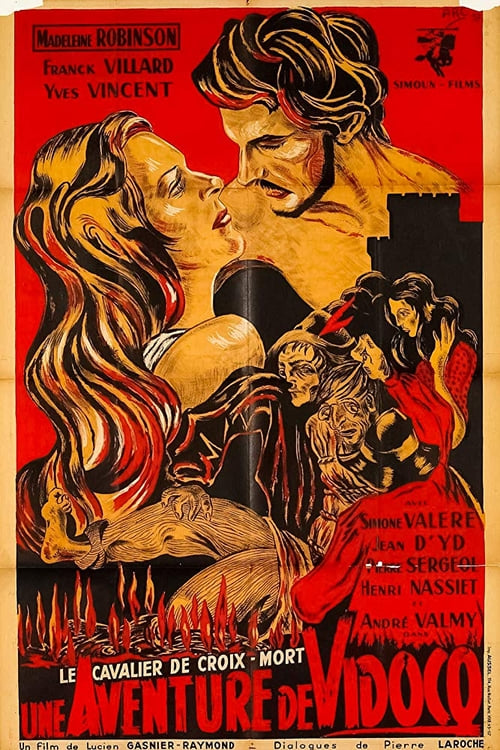 MADELEINE ROBINSON
FRANCK VILLARD
YVES VINCENT
SIMOUN - FILMS
AVEC
SIMONE VALERE
JEAN D'YD
PIERRE SERGEOL
HENRI NASSIET
ET
ANDRÉ VALMY
DANS
LE CAVALIER DE CROIX-MORT
UNE AVENTURE DE VIDOCQ
Un Film de Lucien GASNIER-RAYMOND - Dialogues de Pierre LAROCHE